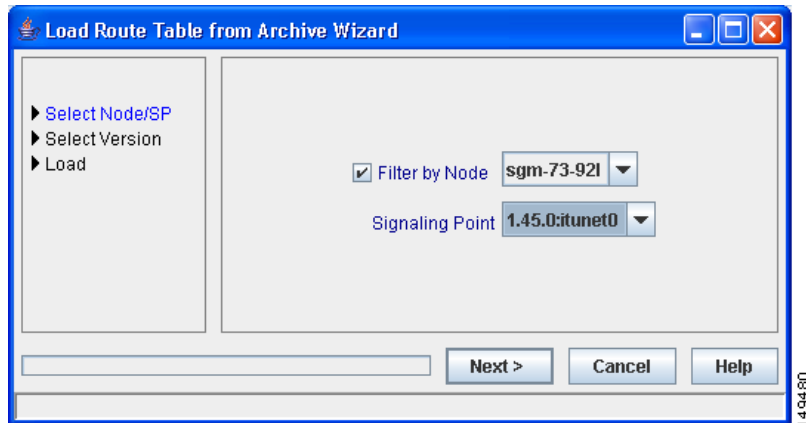 Load Route Table from Archive Wizard
Select Node/SP
Select Version
Load
Filter by Node sgm-73-92l
Signaling Point 1.45.0:itunet0
Next > Cancel Help
49480